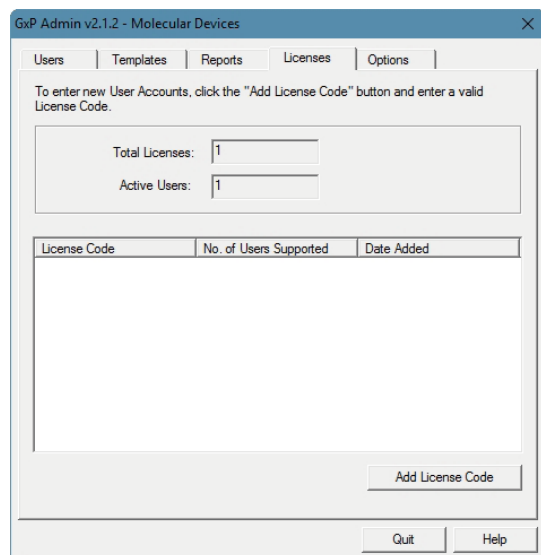 GxP Admin v2.1.2 - Molecular Devices
Users Templates Reports Licenses Options
To enter new User Accounts, click the "Add License Code" button and enter a valid
License Code.
Total Licenses: 1
Active Users: 1
License Code No. of Users Supported Date Added
Add License Code
Quit Help